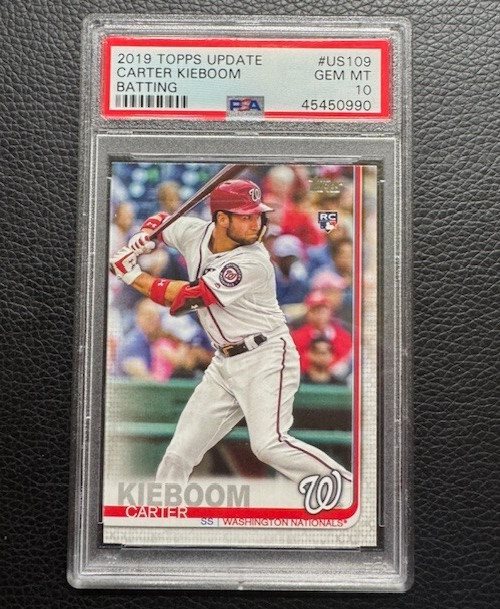 2019 TOPPS UPDATE #US109
CARTER KIEBOOM GEM MT
BATTING 10
PSA 45450990
Topps
RC
W
NATIONALS
W
KIEBOOM
CARTER
SS | WASHINGTON NATIONALS®
W